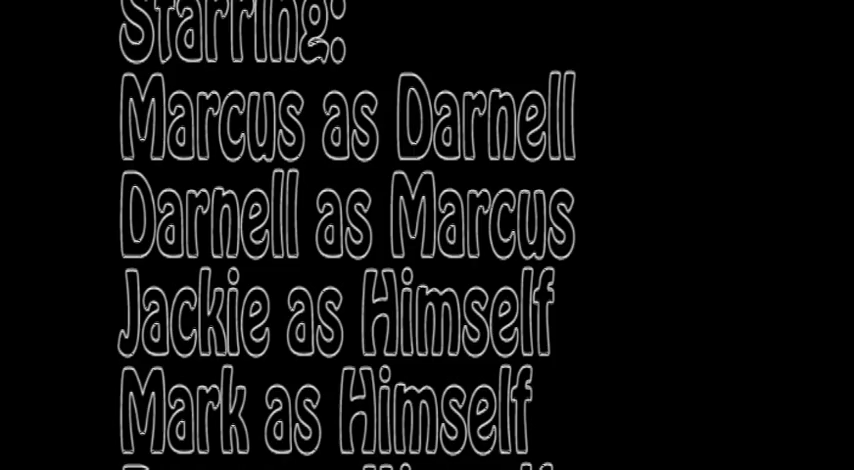 Starring:
Marcus as Darnell
Darnell as Marcus
Jackie as Himself
Mark as Himself